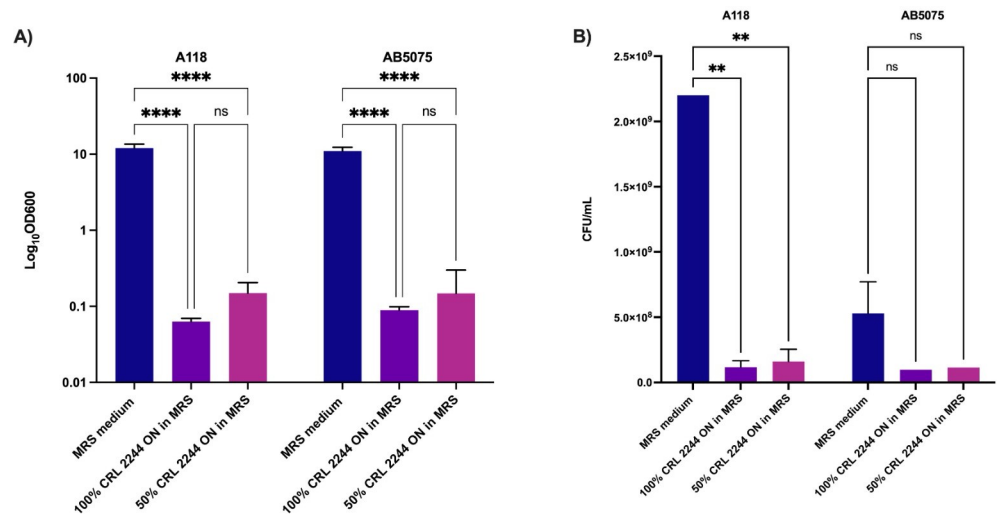 A)
A118
AB5075
****
****
****
ns
****
ns
Log10OD600
100
10
1
0.1
0.01
MRS medium
100% CRL 2244 ON in MRS
50% CRL 2244 ON in MRS
MRS medium
100% CRL 2244 ON in MRS
50% CRL 2244 ON in MRS
B)
A118
AB5075
**
ns
**
ns
CFU/mL
2.5×10⁹
2.0×10⁹
1.5×10⁹
1.0×10⁹
5.0×10⁸
0.0
MRS medium
100% CRL 2244 ON in MRS
50% CRL 2244 ON in MRS
MRS medium
100% CRL 2244 ON in MRS
50% CRL 2244 ON in MRS